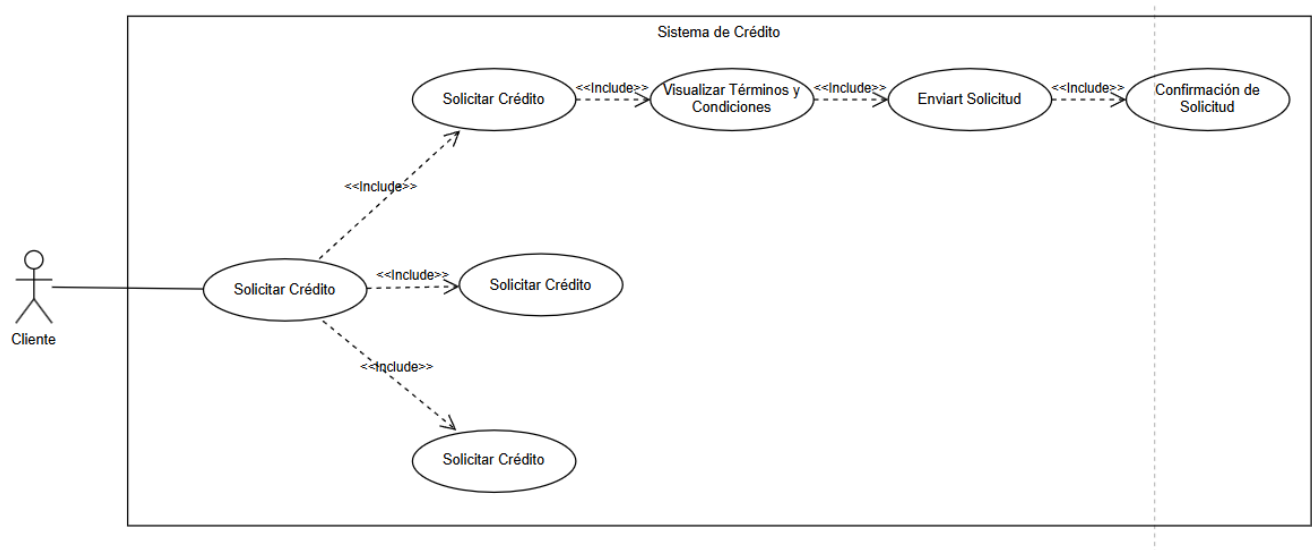 Sistema de Crédito
Solicitar Crédito
<<Include>>
Visualizar Términos y
Condiciones
<<Include>>
Enviart Solicitud
<<Include>>
Confirmación de
Solicitud
<<Include>>
Cliente
Solicitar Crédito
<<Include>>
Solicitar Crédito
<<Include>>
Solicitar Crédito